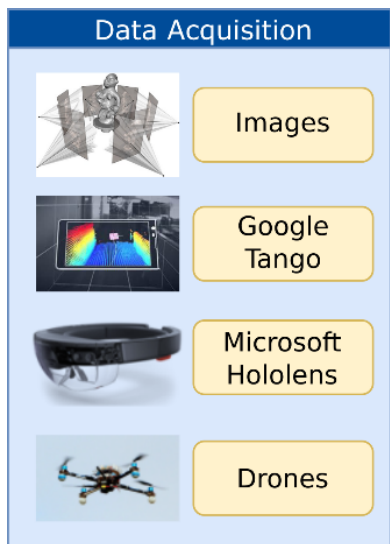 Data Acquisition
Images
Google
Tango
Microsoft
Hololens
Drones